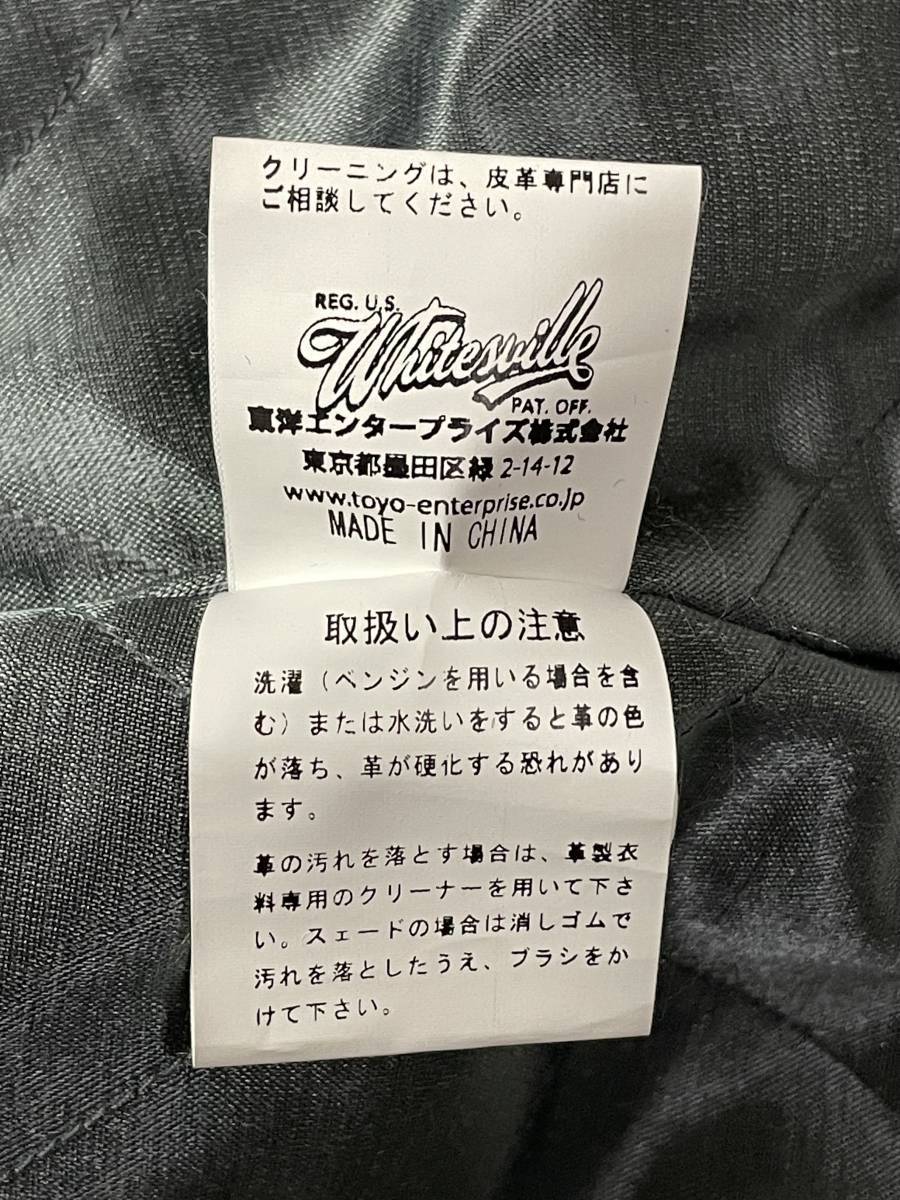 クリーニングは、皮革専門店に
ご相談してください。
REG. U.S.
Whitesville
PAT. OFF.
東洋エンタープライズ株式会社
東京都墨田区緑 2-14-12
www.toyo-enterprise.co.jp
MADE IN CHINA
取扱い上の注意
洗濯（ベンジンを用いる場合を含
む）または水洗いをすると革の色
が落ち、革が硬化する恐れがあり
ます。
革の汚れを落とす場合は、革製衣
料専用のクリーナーを用いて下さ
い。スェードの場合は消しゴムで
汚れを落としたうえ、ブラシをか
けて下さい。